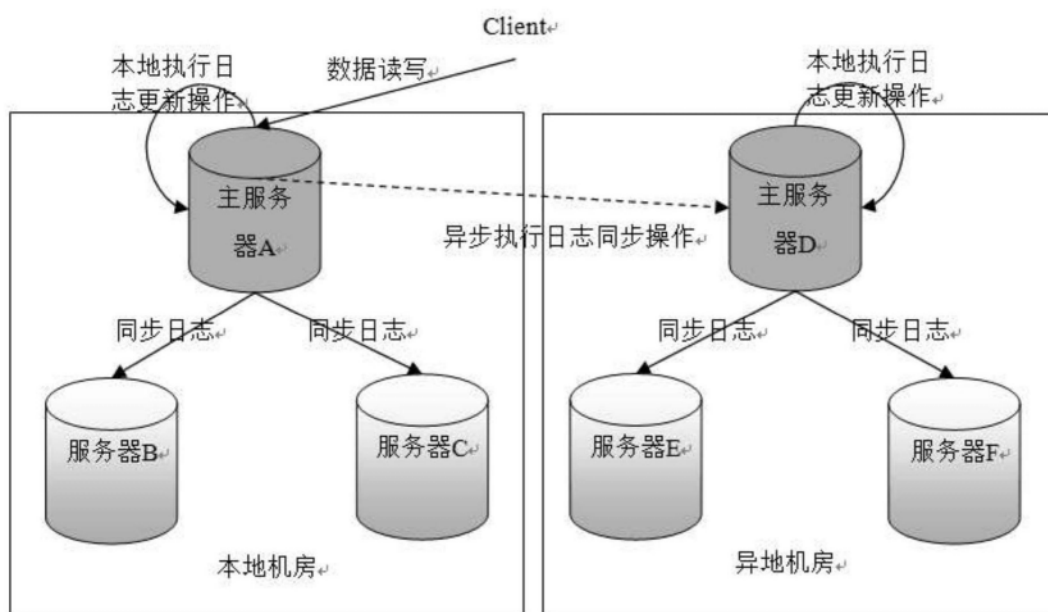 Client
数据读写
本地执行日
志更新操作
本地执行日
志更新操作
主服务
器A
主服务
器D
异步执行日志同步操作
同步日志
同步日志
同步日志
同步日志
服务器B
服务器C
服务器E
服务器F
本地机房
异地机房